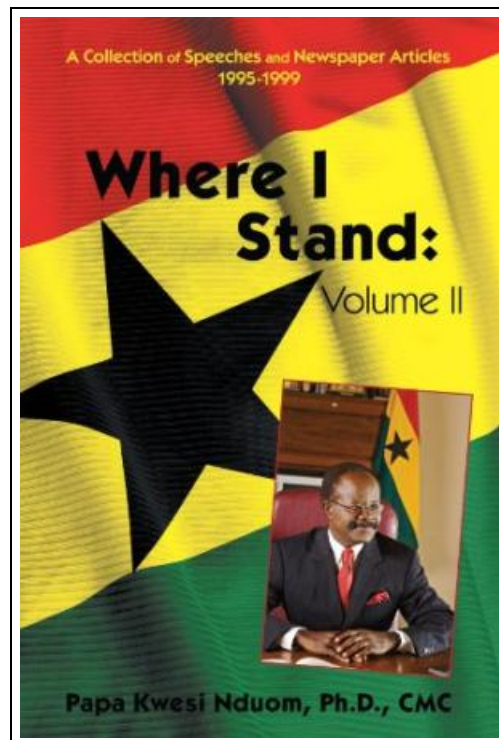 A Collection of Speeches and Newspaper Articles
1995-1999
Where I
Stand:
Volume II
Papa Kwesi Nduom, Ph.D., CMC